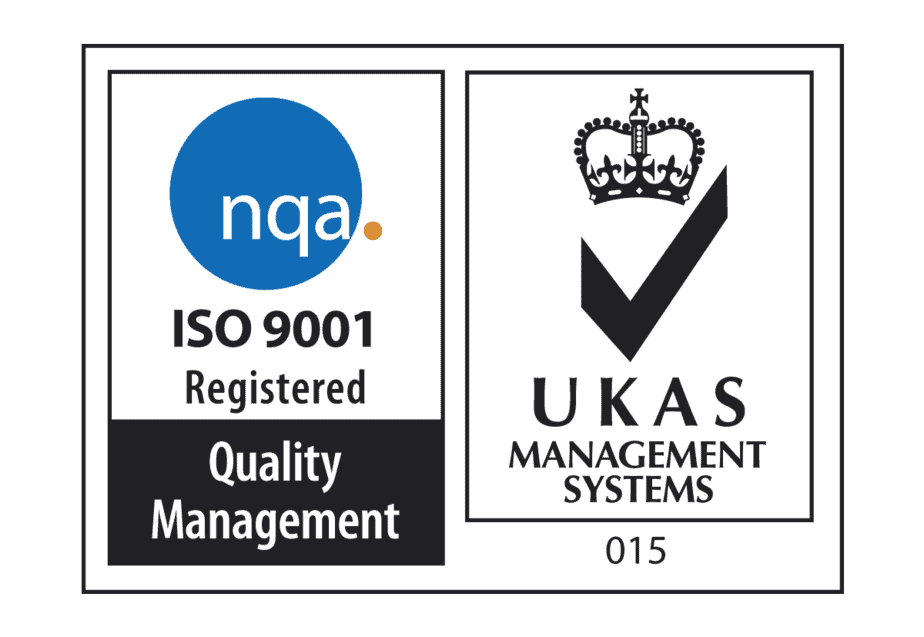 nqa.
ISO 9001
Registered
Quality
Management
UKAS
MANAGEMENT
SYSTEMS
015